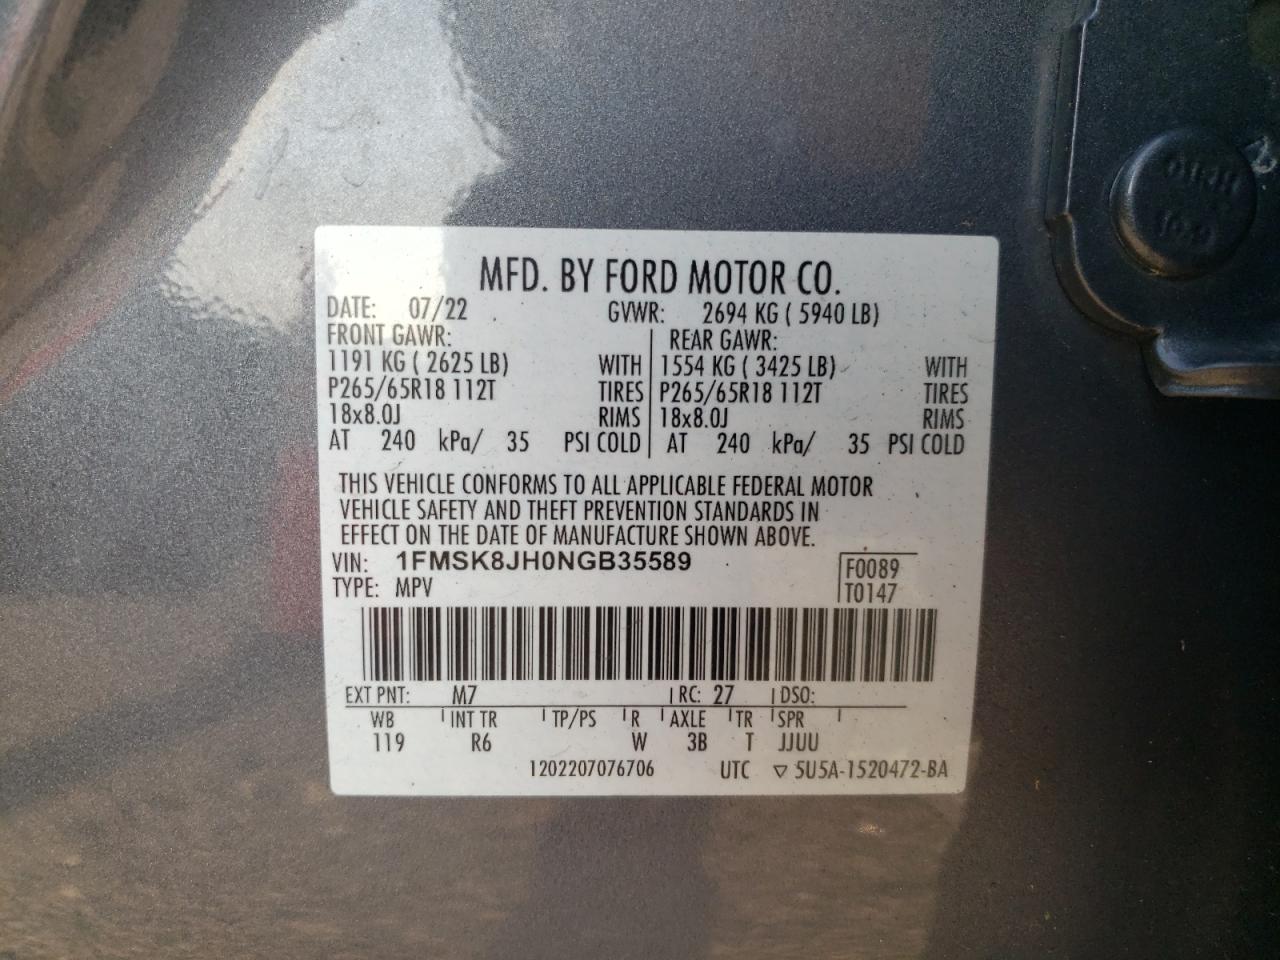 MFD. BY FORD MOTOR CO.
DATE: 07/22 GVWR: 2694 KG ( 5940 LB)
FRONT GAWR: REAR GAWR:
1191 KG ( 2625 LB) WITH 1554 KG ( 3425 LB) WITH
P265/65R18 112T TIRES P265/65R18 112T TIRES
18x8.0J RIMS 18x8.0J RIMS
AT 240 kPa/ 35 PSI COLD AT 240 kPa/ 35 PSI COLD
THIS VEHICLE CONFORMS TO ALL APPLICABLE FEDERAL MOTOR
VEHICLE SAFETY AND THEFT PREVENTION STANDARDS IN
EFFECT ON THE DATE OF MANUFACTURE SHOWN ABOVE.
VIN: 1FMSK8JH0NGB35589 F0089
TYPE: MPV T0147
EXT PNT: M7 RC: 27 DSO:
WB INT TR TP/PS R AXLE TR SPR
119 R6 W 3B T JJUU
1202207076706 UTC ▽ 5U5A-1520472-BA